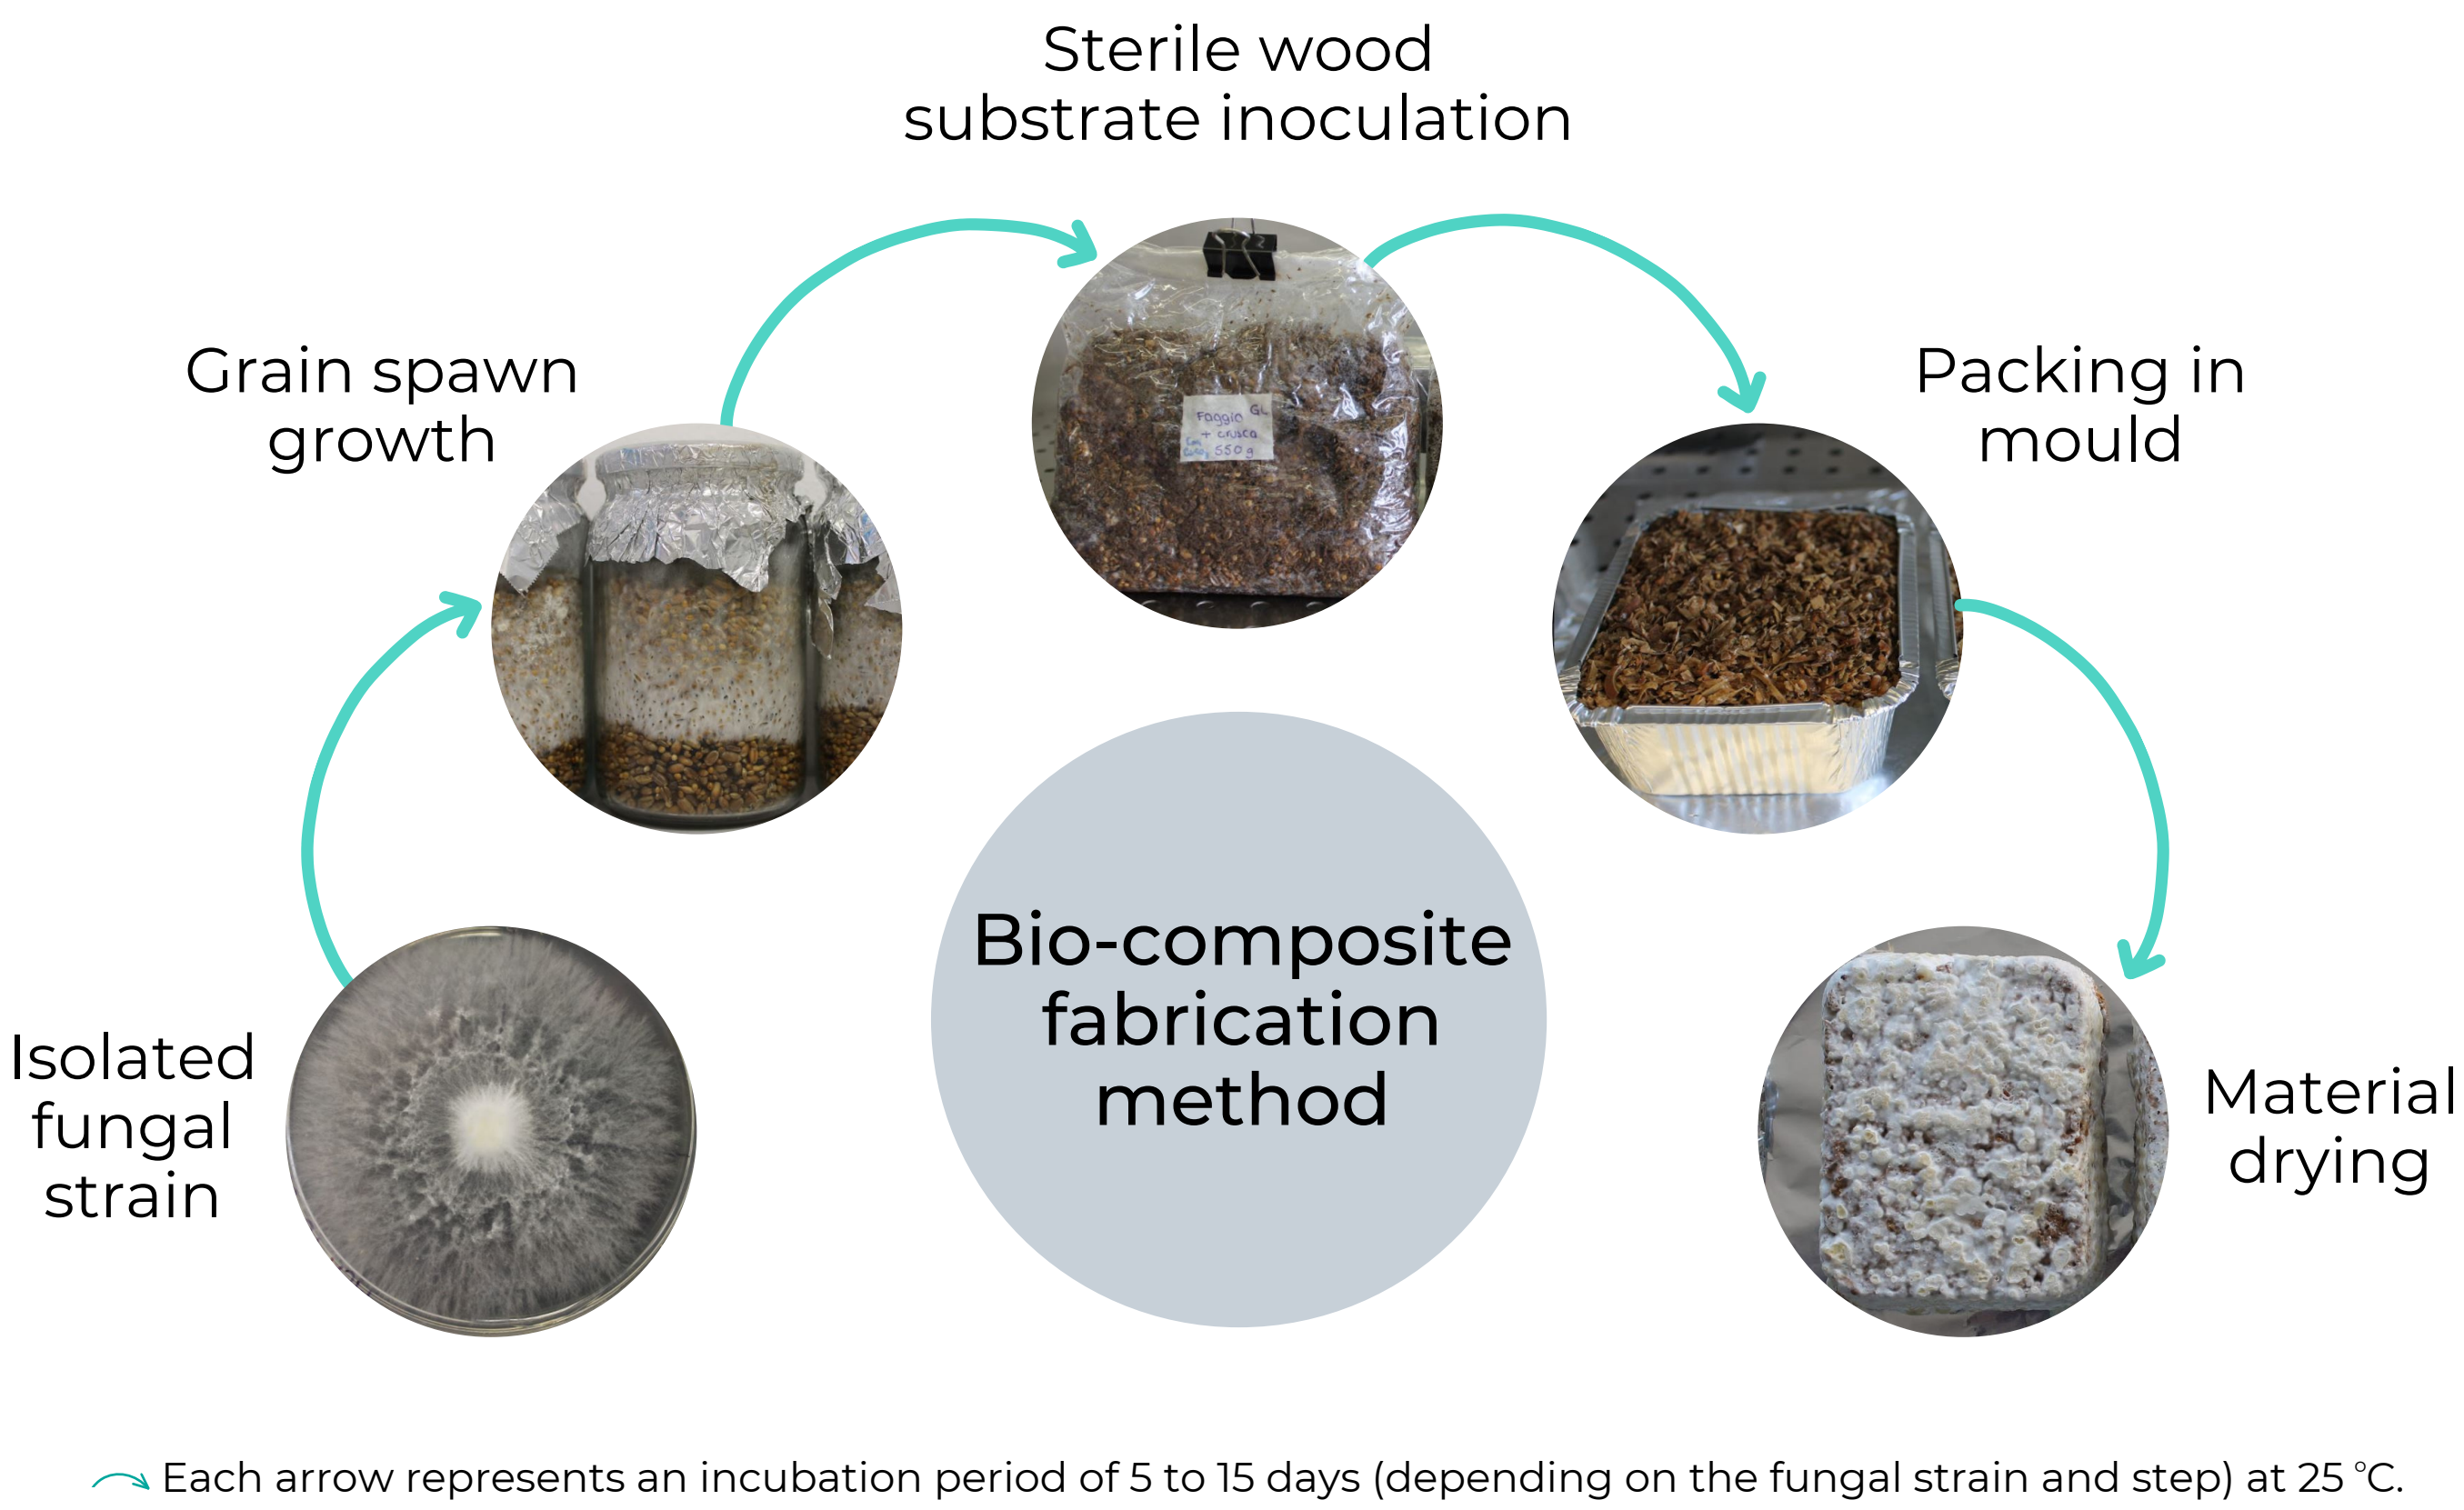 Sterile wood
substrate inoculation
Grain spawn
growth
Packing in
mould
Faggio GL
+ crusca
550 g
Bio-composite
fabrication
method
Isolated
fungal
strain
Material
drying
Each arrow represents an incubation period of 5 to 15 days (depending on the fungal strain and step) at 25 °C.